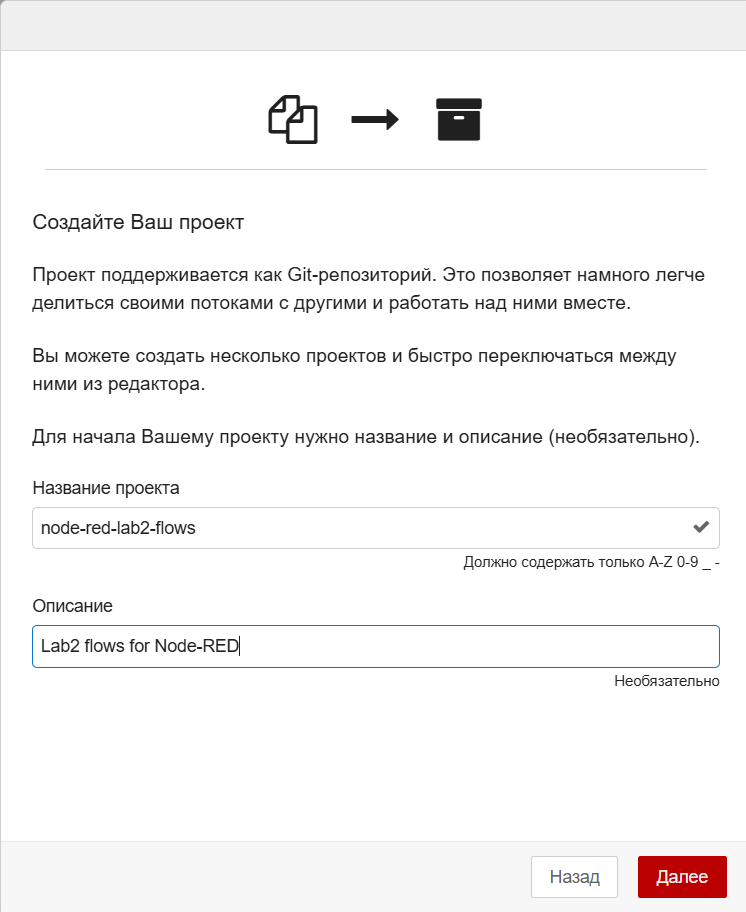 Создайте Ваш проект
Проект поддерживается как Git-репозиторий. Это позволяет намного легче
делиться своими потоками с другими и работать над ними вместе.
Вы можете создать несколько проектов и быстро переключаться между
ними из редактора.
Для начала Вашему проекту нужно название и описание (необязательно).
Название проекта
node-red-lab2-flows
Должно содержать только A-Z 0-9 _ -
Описание
Lab2 flows for Node-RED
Необязательно
Назад
Далее